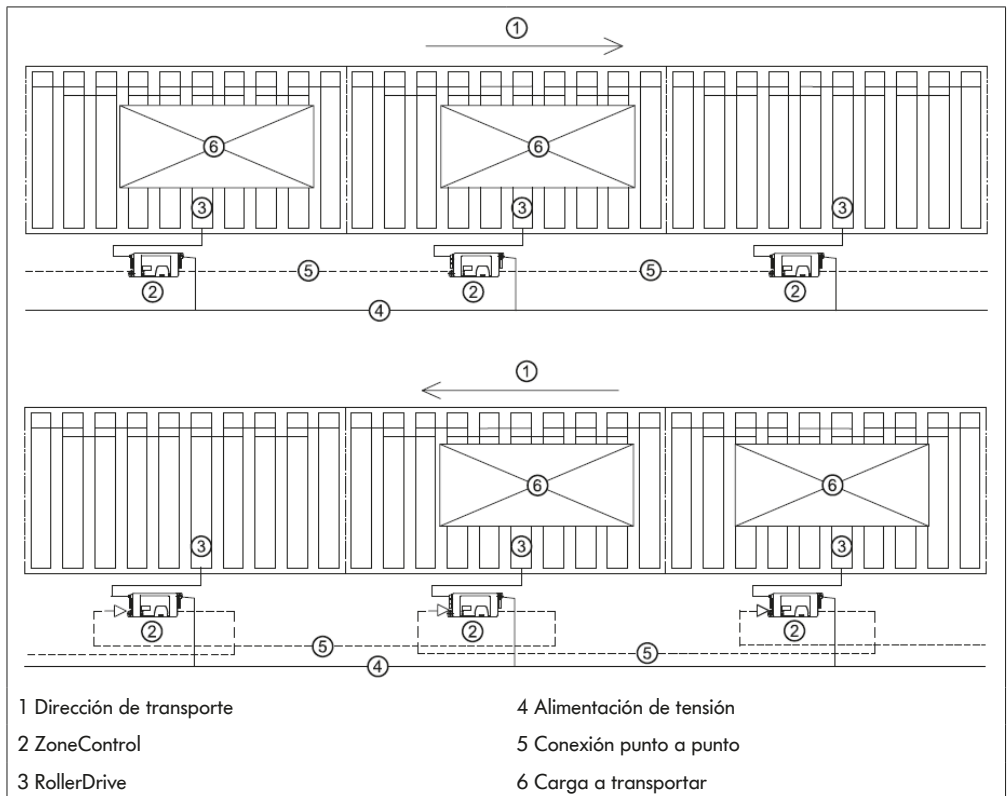 ①
⑥ ⑥
③ ③ ③
⑤ ⑤
② ② ②
④
①
⑥ ⑥
③ ③ ③
② ② ②
⑤ ⑤
④
1 Dirección de transporte
2 ZoneControl
3 RollerDrive
4 Alimentación de tensión
5 Conexión punto a punto
6 Carga a transportar